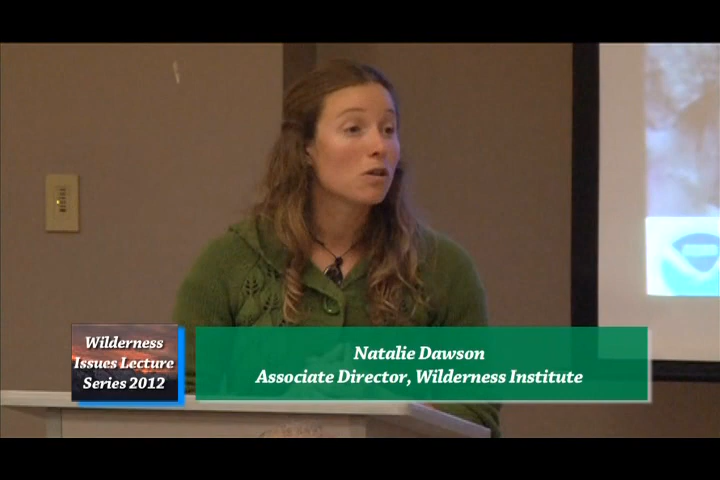 Wilderness
Issues Lecture
Series 2012
Natalie Dawson
Associate Director, Wilderness Institute